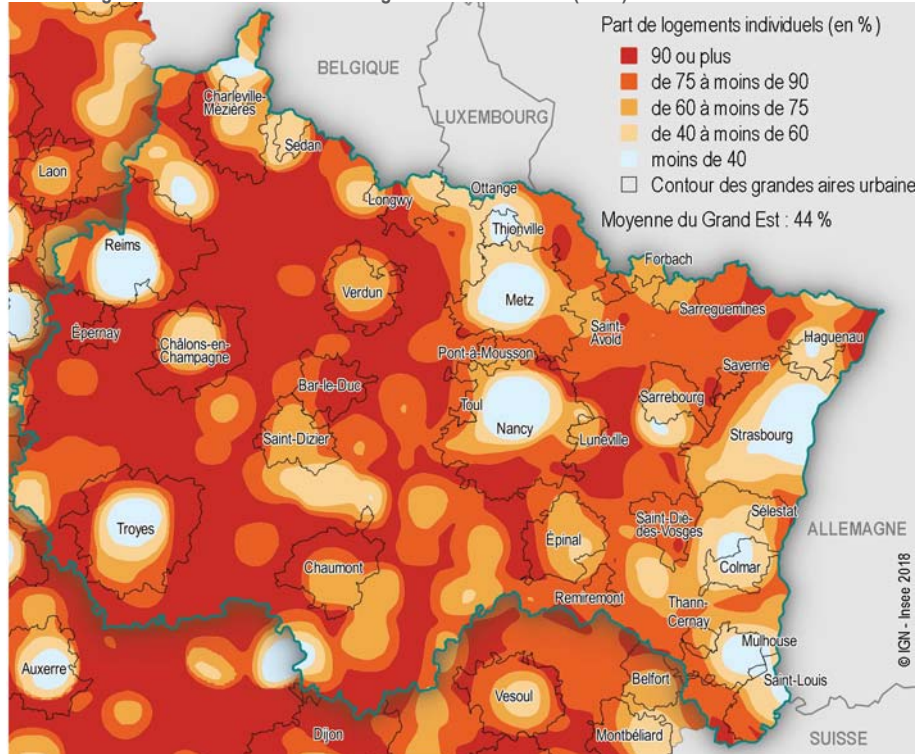 Part de logements individuels (en %)
90 ou plus
de 75 à moins de 90
de 60 à moins de 75
de 40 à moins de 60
moins de 40
Contour des grandes aires urbaines
Moyenne du Grand Est : 44 %
BELGIQUE
LUXEMBOURG
Charleville-
Mézières
Sedan
Laon
Longwy
Ottange
Thionville
Reims
Forbach
Verdun
Metz
Sarreguemines
Épernay
Châlons-en-
Champagne
Saint-
Avold
Haguenau
Pont-à-Mousson
Saverne
Bar-le-Duc
Toul
Sarrebourg
Nancy
Strasbourg
Saint-Dizier
Lunéville
Troyes
Saint-Dié-
des-Vosges
Sélestat
ALLEMAGNE
Épinal
Colmar
Chaumont
Remiremont
Thann-
Cernay
Mulhouse
Auxerre
Saint-Louis
Belfort
Vesoul
Dijon
Montbéliard
SUISSE
© IGN - Insee 2018